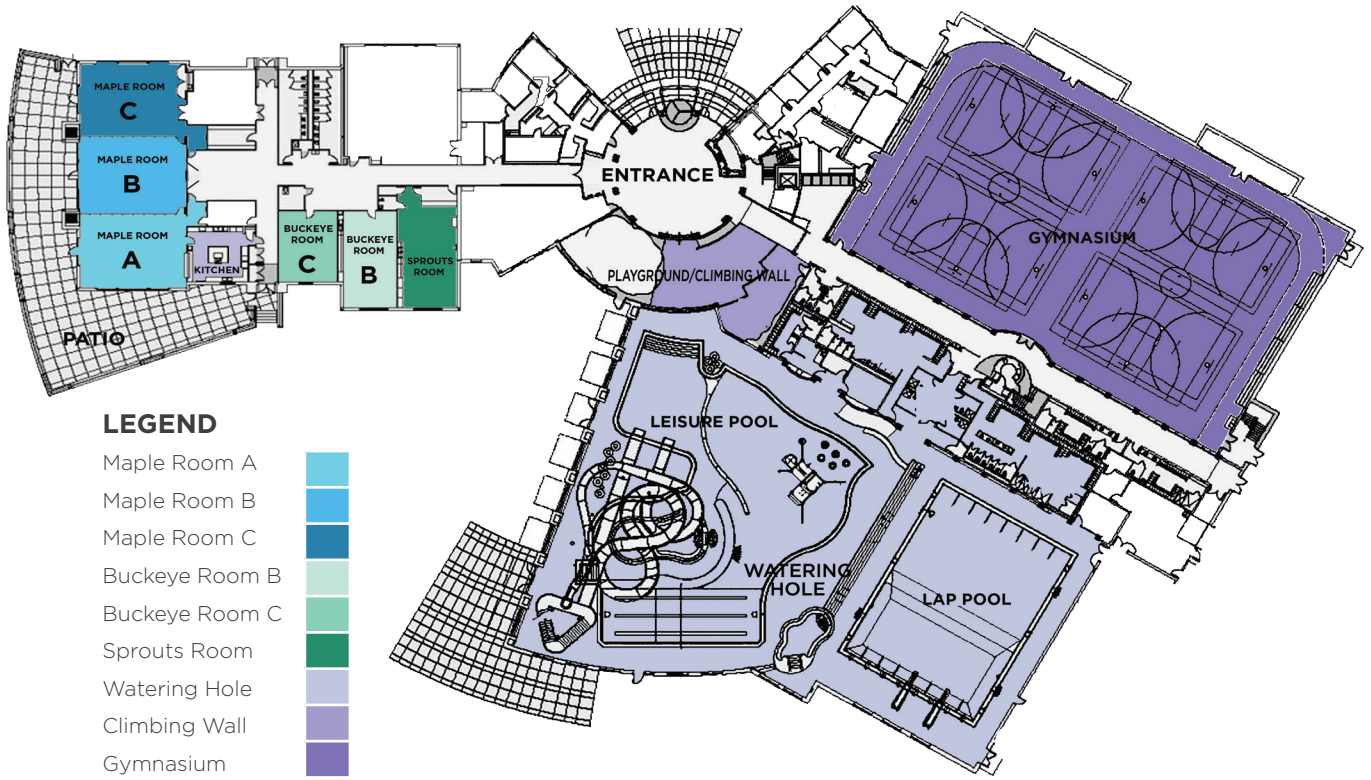 MAPLE ROOM
C
MAPLE ROOM
B
MAPLE ROOM
A
KITCHEN
BUCKEYE
ROOM
C
BUCKEYE
ROOM
B
SPROUTS
ROOM
ENTRANCE
PLAYGROUND/CLIMBING WALL
GYMNASIUM
PATIO
LEISURE POOL
WATERING
HOLE
LAP POOL
LEGEND
Maple Room A
Maple Room B
Maple Room C
Buckeye Room B
Buckeye Room C
Sprouts Room
Watering Hole
Climbing Wall
Gymnasium